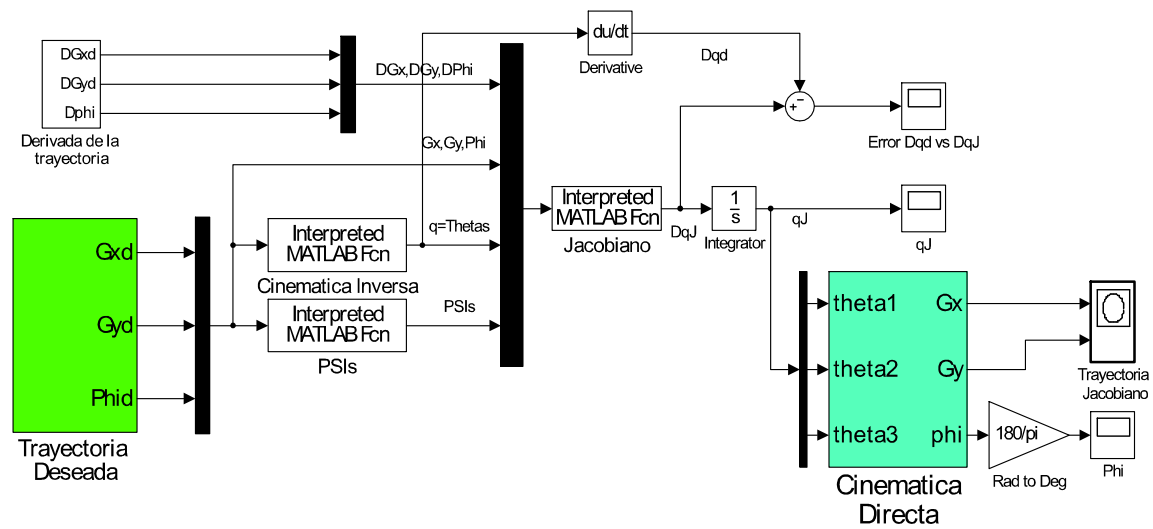 DGxd
DGyd
Dphi
Derivada de la
trayectoria
DGx,DGy,DPhi
du/dt
Derivative
Dqd
+
−
Error Dqd vs DqJ
Gx,Gy,Phi
Gxd
Gyd
Phid
Trayectoria
Deseada
Interpreted
MATLAB Fcn
Cinematica Inversa
q=Thetas
Interpreted
MATLAB Fcn
PSIs
PSIs
Interpreted
MATLAB Fcn
Jacobiano
DqJ
1
s
Integrator
qJ
qJ
theta1
theta2
theta3
Gx
Gy
phi
Cinematica
Directa
Trayectoria
Jacobiano
180/pi
Rad to Deg
Phi